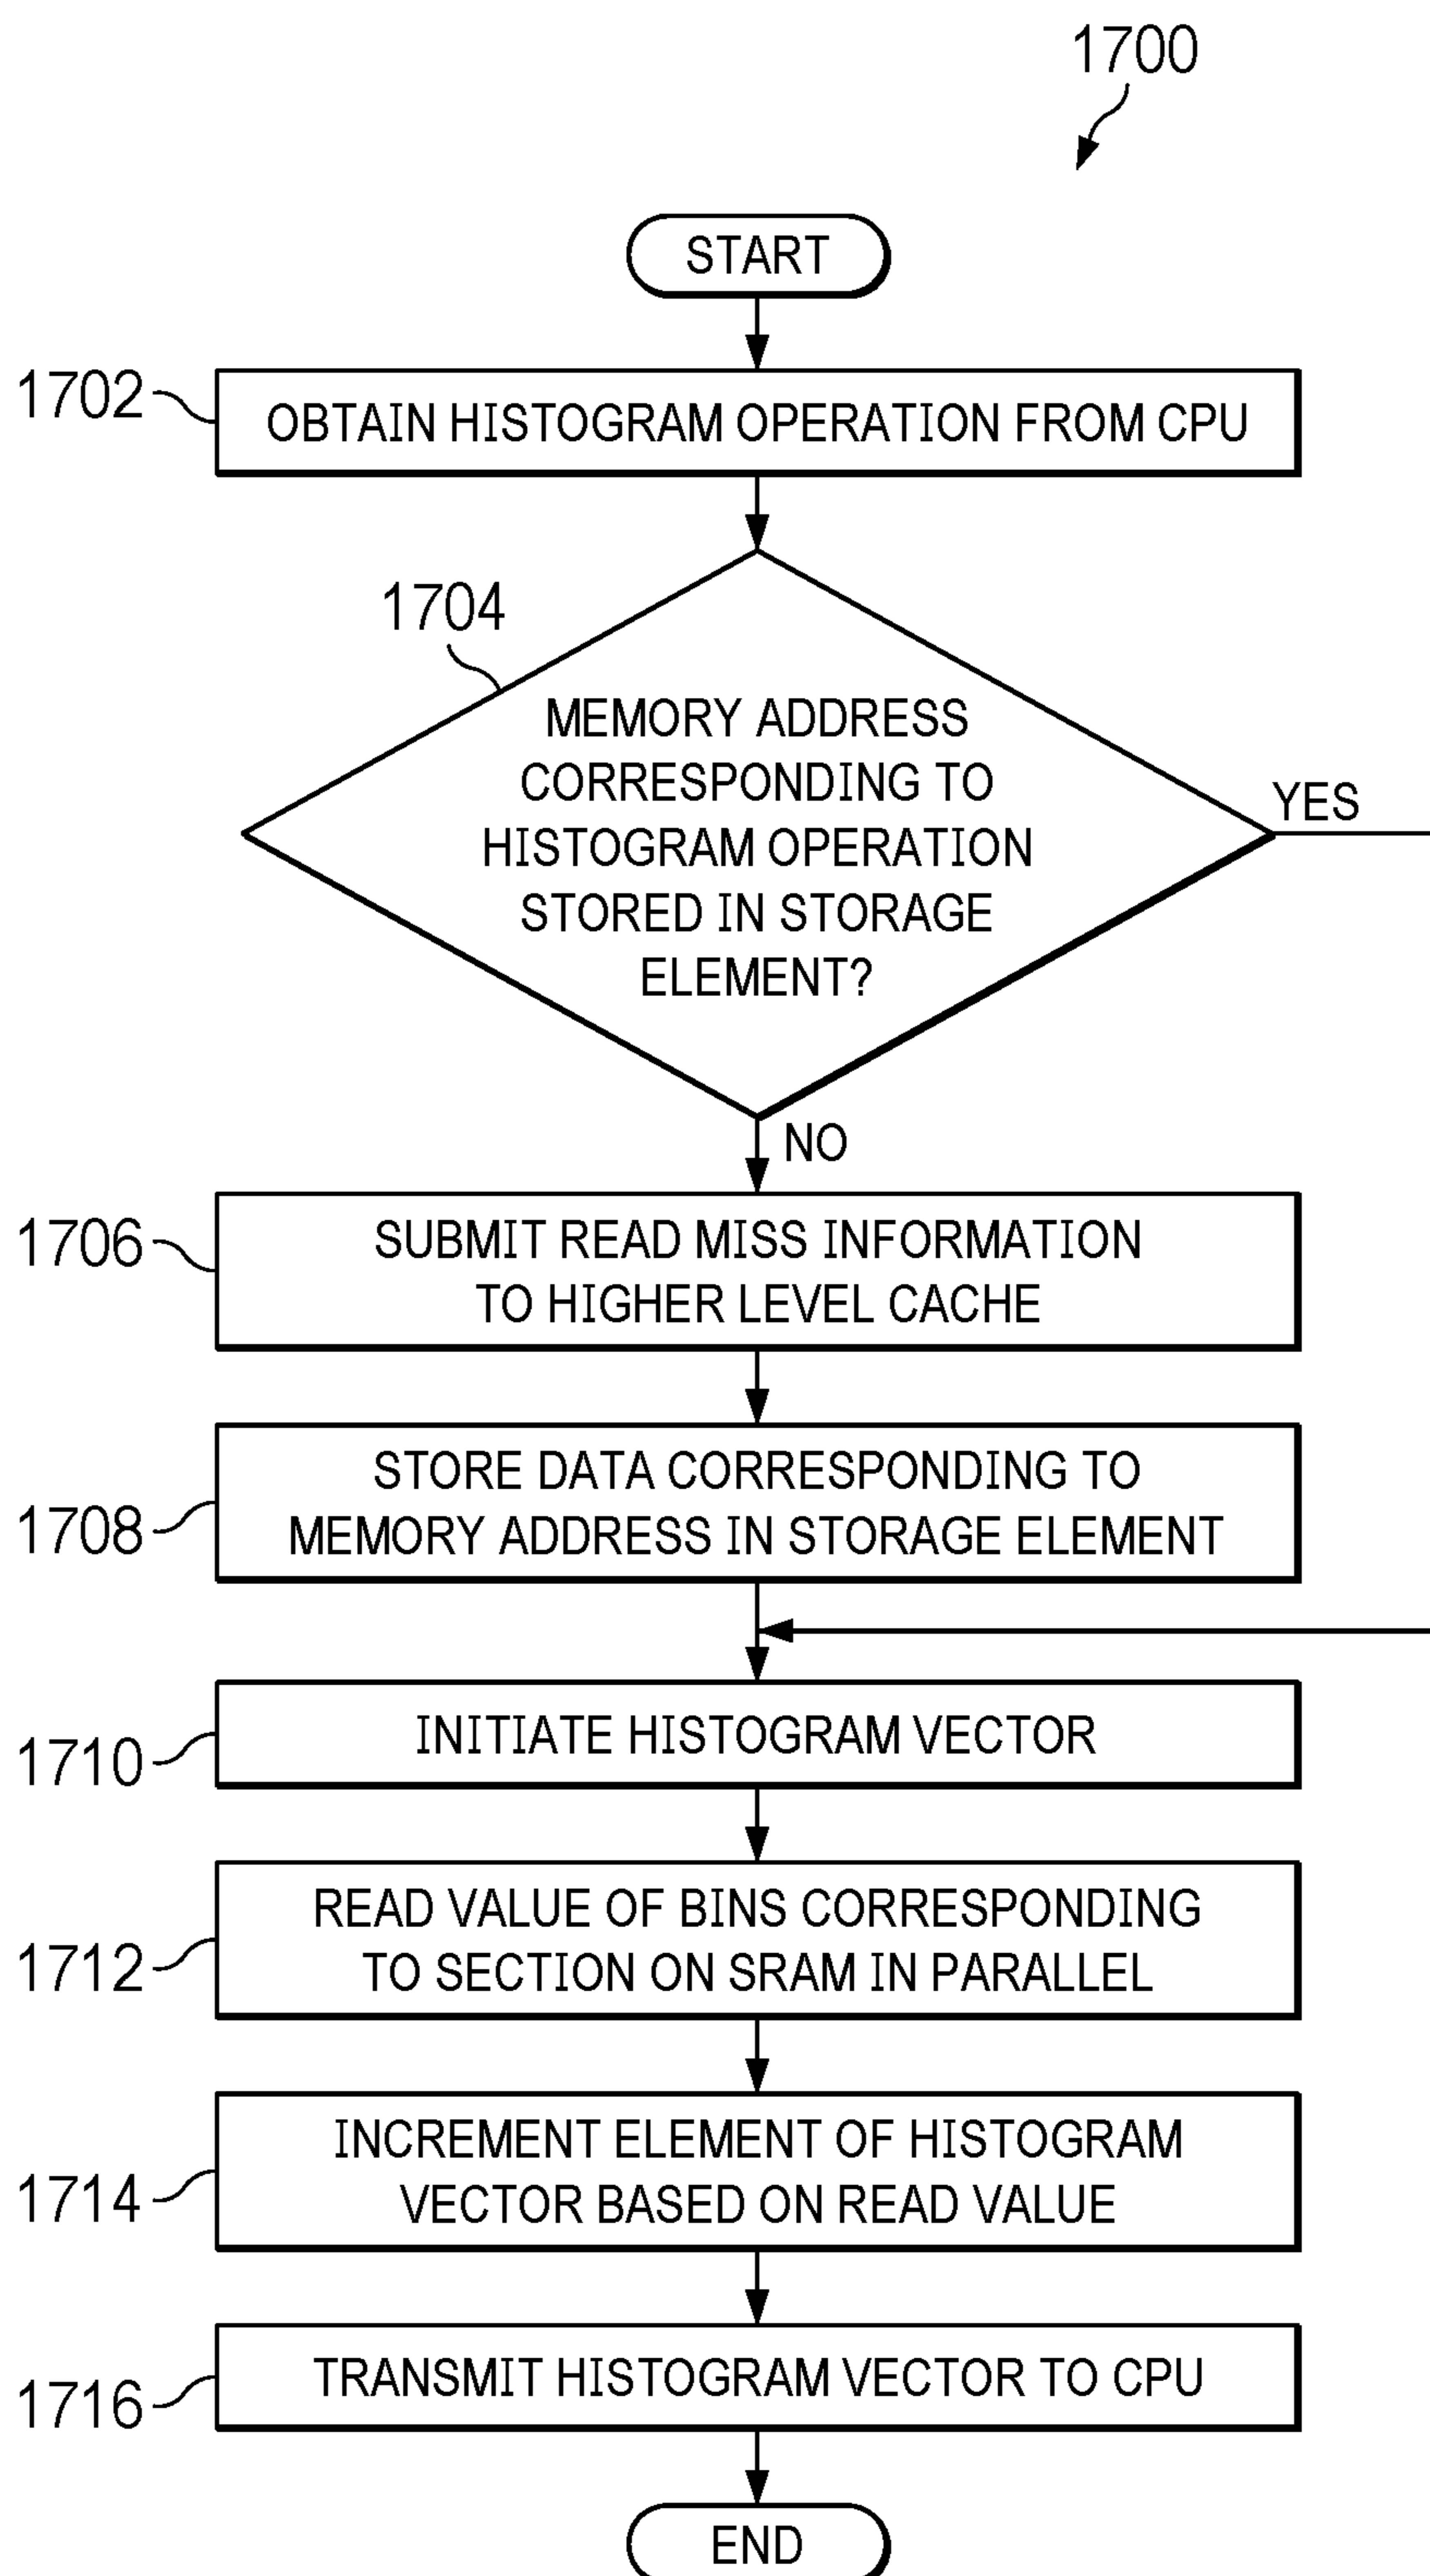 1700
START
1702
OBTAIN HISTOGRAM OPERATION FROM CPU
1704
MEMORY ADDRESS
CORRESPONDING TO
HISTOGRAM OPERATION
STORED IN STORAGE
ELEMENT?
YES
NO
1706
SUBMIT READ MISS INFORMATION
TO HIGHER LEVEL CACHE
1708
STORE DATA CORRESPONDING TO
MEMORY ADDRESS IN STORAGE ELEMENT
1710
INITIATE HISTOGRAM VECTOR
1712
READ VALUE OF BINS CORRESPONDING
TO SECTION ON SRAM IN PARALLEL
1714
INCREMENT ELEMENT OF HISTOGRAM
VECTOR BASED ON READ VALUE
1716
TRANSMIT HISTOGRAM VECTOR TO CPU
END